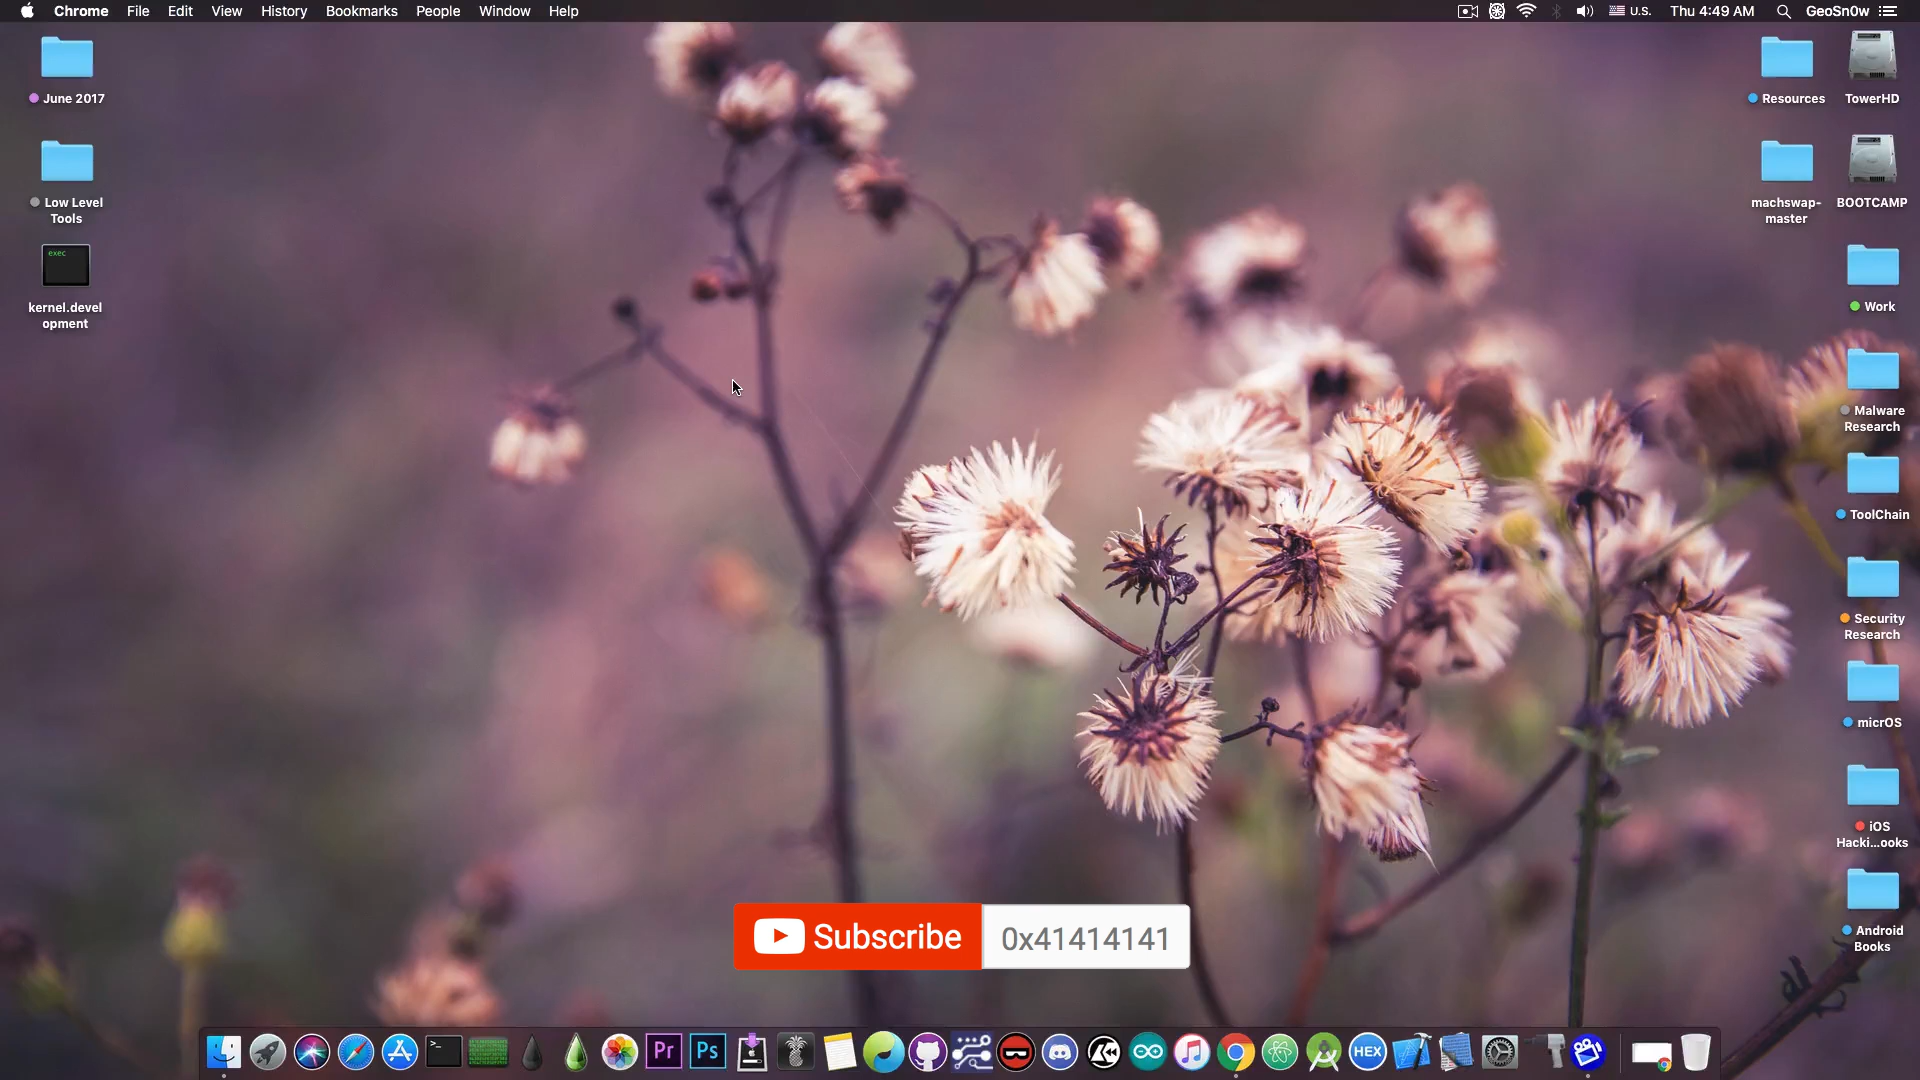 Chrome File Edit View History Bookmarks People Window Help
U.S. Thu 4:49 AM GeoSn0w
June 2017
Low Level
Tools
exec
kernel.devel
opment
Resources
TowerHD
machswap-
master
BOOTCAMP
Work
Malware
Research
ToolChain
Security
Research
micrOS
iOS
Hacki...ooks
Android
Books
Subscribe
0x41414141
Pr
Ps
HEX